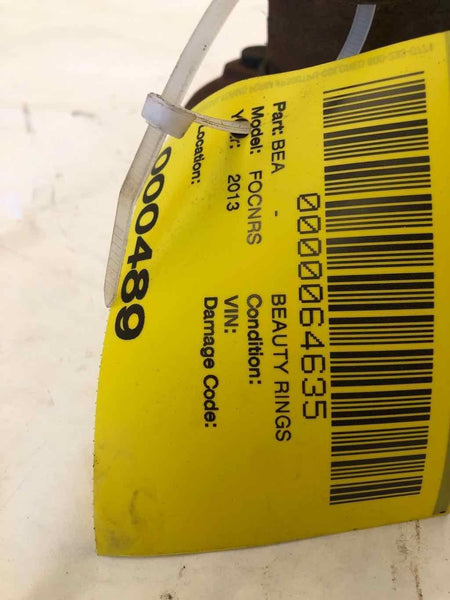 0000064635
Part: BEA - BEAUTY RINGS
Model: FOCNRS Condition:
2013 VIN:
Location: Damage Code:
000489